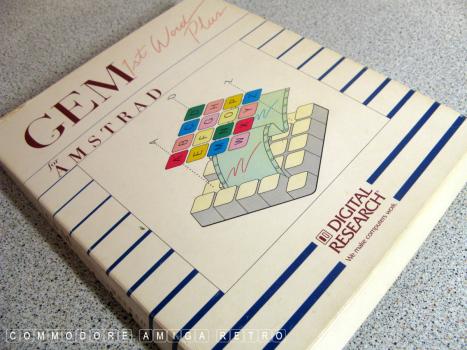 GEM 1st Word Plus
for AMSTRAD
A B C D
E F G H
M N O P
W X Y Z
DIGITAL RESEARCH®
We make computers work.
COMMODORE AMIGA RETRO